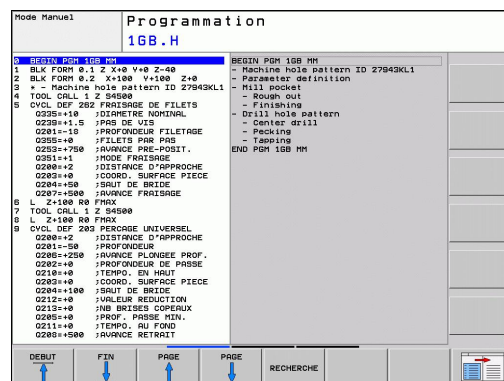 Mode Manuel
Programmation
1GB.H
0 BEGIN PGM 1GB MM
1 BLK FORM 0.1 Z X+0 Y+0 Z-40
2 BLK FORM 0.2 X+100 Y+100 Z+0
3 * - Machine hole pattern ID 27943KL1
4 TOOL CALL 1 Z S4500
5 CYCL DEF 262 FRAISAGE DE FILETS
Q335=+10 ;DIAMETRE NOMINAL
Q239=+1.5 ;PAS DE VIS
Q201=-18 ;PROFONDEUR FILETAGE
Q355=+0 ;FILETS PAR PAS
Q253=+750 ;AVANCE PRE-POSIT.
Q351=+1 ;MODE FRAISAGE
Q200=+2 ;DISTANCE D'APPROCHE
Q203=+0 ;COORD. SURFACE PIECE
Q204=+50 ;SAUT DE BRIDE
Q207=+500 ;AVANCE FRAISAGE
6 L Z+100 R0 FMAX
7 TOOL CALL 1 Z S4500
8 L Z+100 R0 FMAX
9 CYCL DEF 203 PERCAGE UNIVERSEL
Q200=+2 ;DISTANCE D'APPROCHE
Q201=-50 ;PROFONDEUR
Q206=+250 ;AVANCE PLONGEE PROF.
Q202=+0 ;PROFONDEUR DE PASSE
Q210=+0 ;TEMPO. EN HAUT
Q203=+0 ;COORD. SURFACE PIECE
Q204=+100 ;SAUT DE BRIDE
Q212=+0 ;VALEUR REDUCTION
Q213=+0 ;NB BRISES COPEAUX
Q205=+0 ;PROF. PASSE MIN.
Q211=+0 ;TEMPO. AU FOND
Q208=+500 ;AVANCE RETRAIT
BEGIN PGM 1GB MM
- Machine hole pattern ID 27943KL1
- Parameter definition
- Mill pocket
- Rough out
- Finishing
- Drill hole pattern
- Center drill
- Pecking
- Tapping
END PGM 1GB MM
DEBUT
FIN
PAGE
PAGE
RECHERCHE